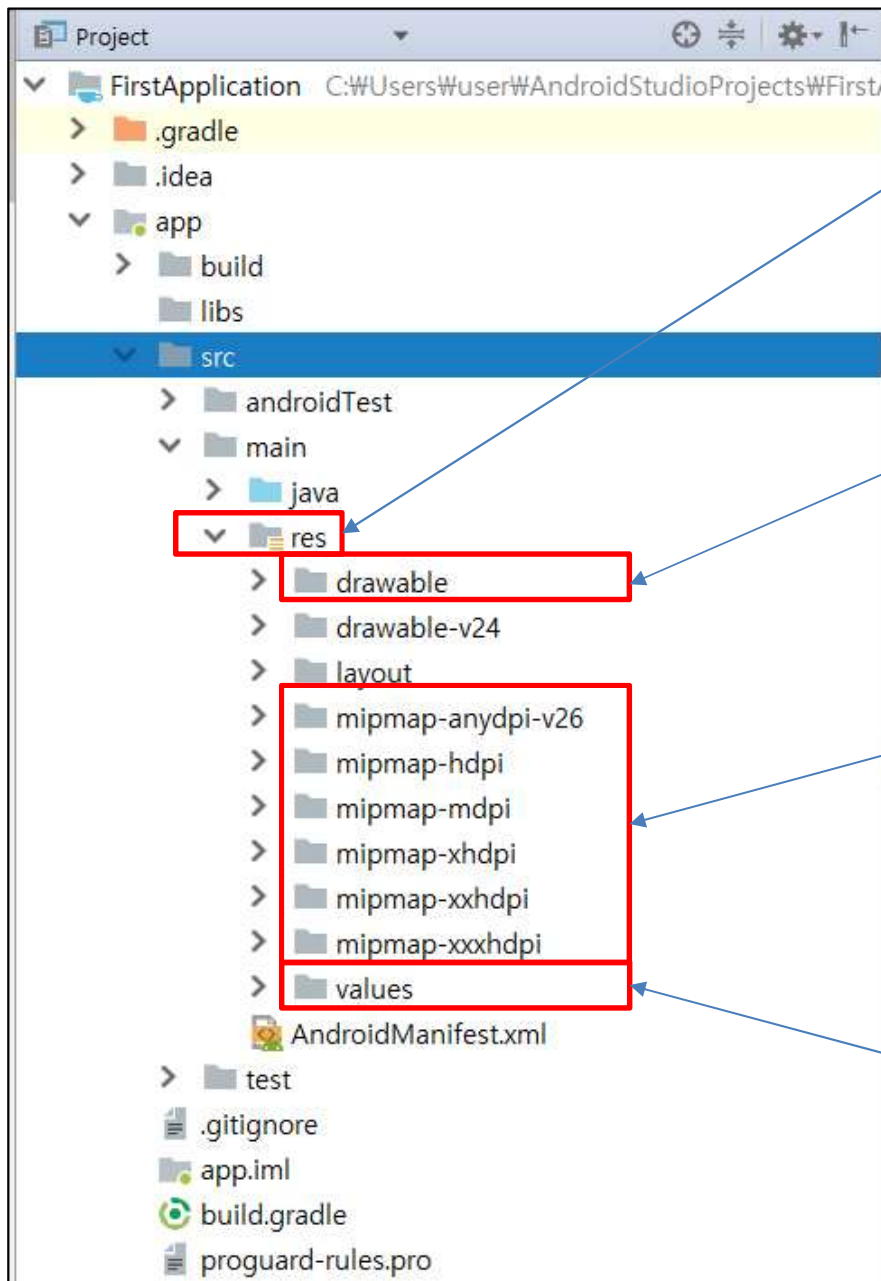 Project
FirstApplication C:₩Users₩user₩AndroidStudioProjects₩First
.gradle
.idea
app
build
libs
src
androidTest
main
java
res
drawable
drawable-v24
layout
mipmap-anydpi-v26
mipmap-hdpi
mipmap-mdpi
mipmap-xhdpi
mipmap-xxhdpi
mipmap-xxxhdpi
values
AndroidManifest.xml
test
.gitignore
app.iml
build.gradle
proguard-rules.pro